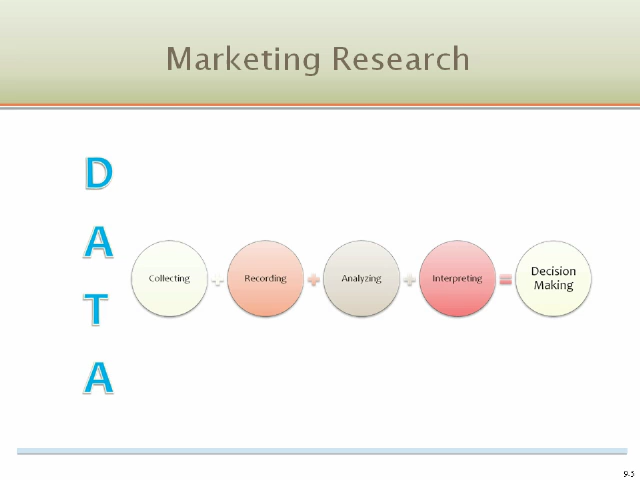 Marketing Research
D
A
T
A
Collecting
Recording
Analyzing
Interpreting
Decision
Making
9-5